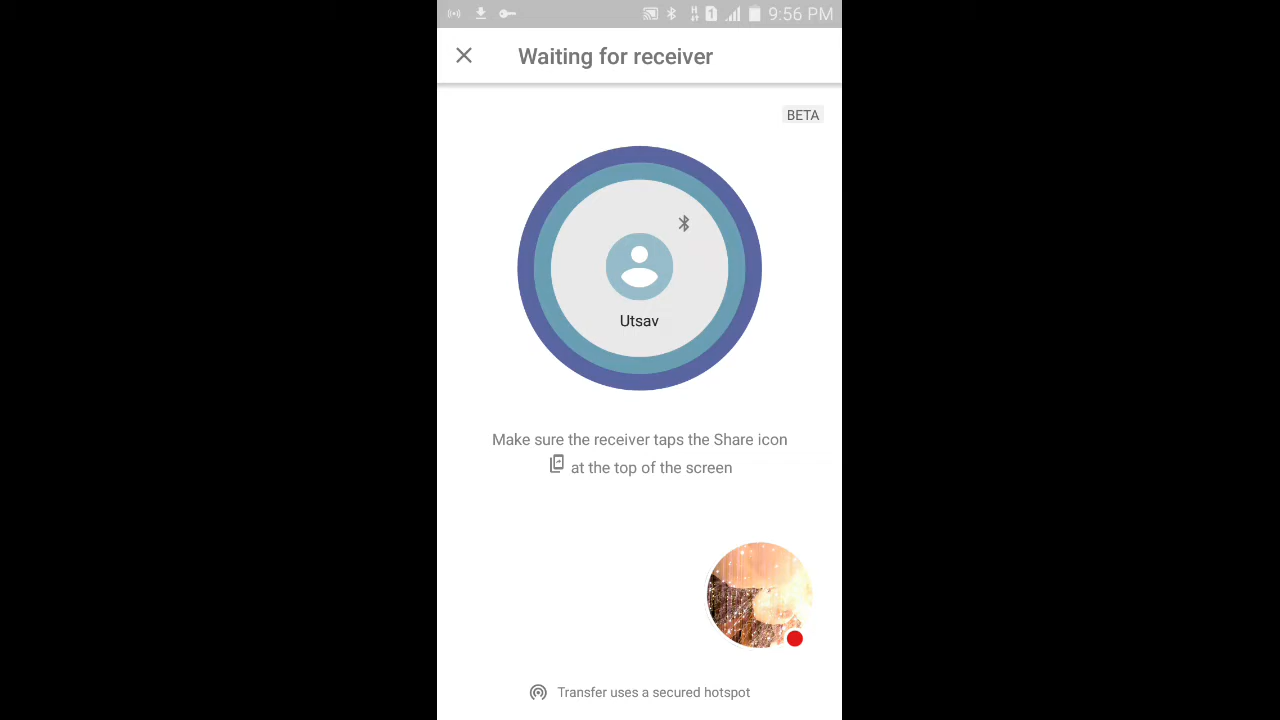 1 9:56 PM
Waiting for receiver
BETA
Utsav
Make sure the receiver taps the Share icon
at the top of the screen
Transfer uses a secured hotspot